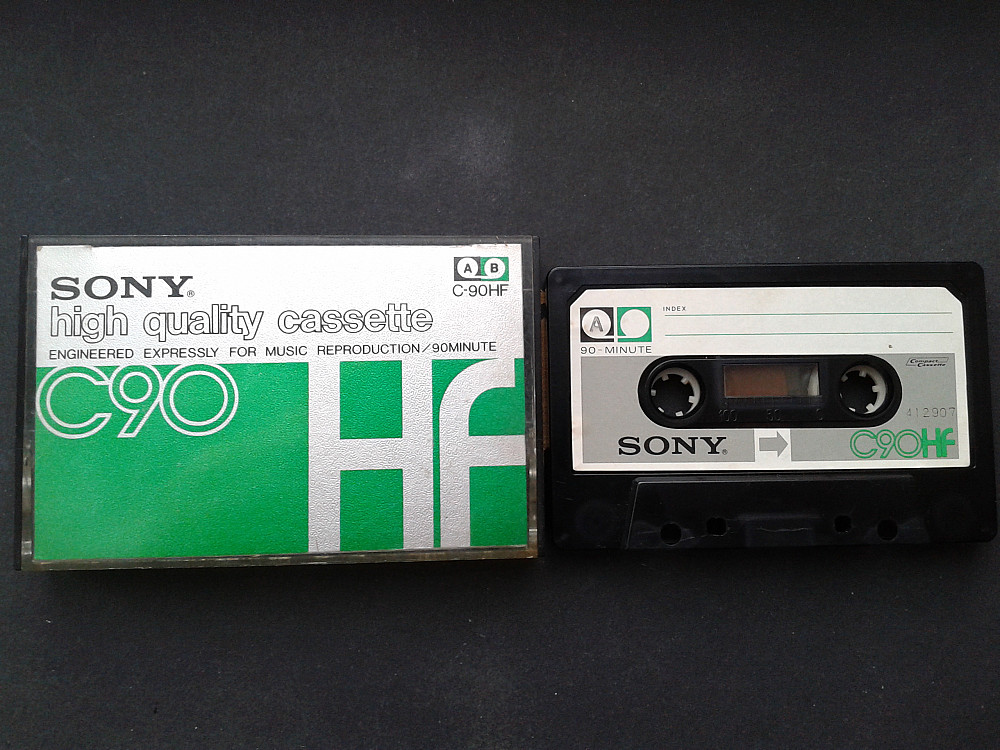 SONY®
A B
C-90HF
high quality cassette
ENGINEERED EXPRESSLY FOR MUSIC REPRODUCTION/90MINUTE
C90
Hf
A
INDEX
90-MINUTE
Compact Cassette
100 50 0
412907
SONY®
C90Hf